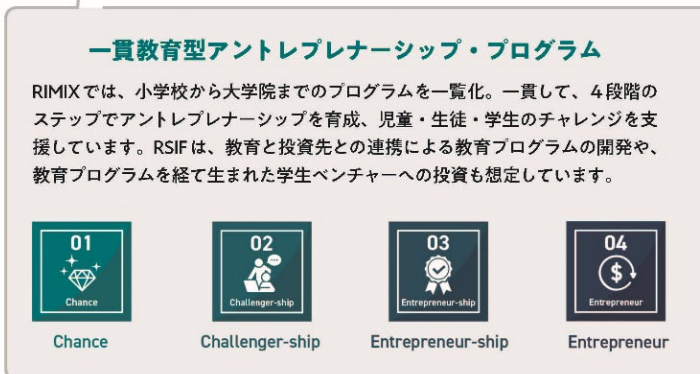 一貫教育型アントレプレナーシップ・プログラム
RIMIXでは、小学校から大学院までのプログラムを一覧化。一貫して、4段階の
ステップでアントレプレナーシップを育成、児童・生徒・学生のチャレンジを支
援しています。RSIFは、教育と投資先との連携による教育プログラムの開発や、
教育プログラムを経て生まれた学生ベンチャーへの投資も想定しています。
01
Chance
02
Challenger-ship
03
Entrepreneur-ship
04
$
Entrepreneur
Chance
Challenger-ship
Entrepreneur-ship
Entrepreneur